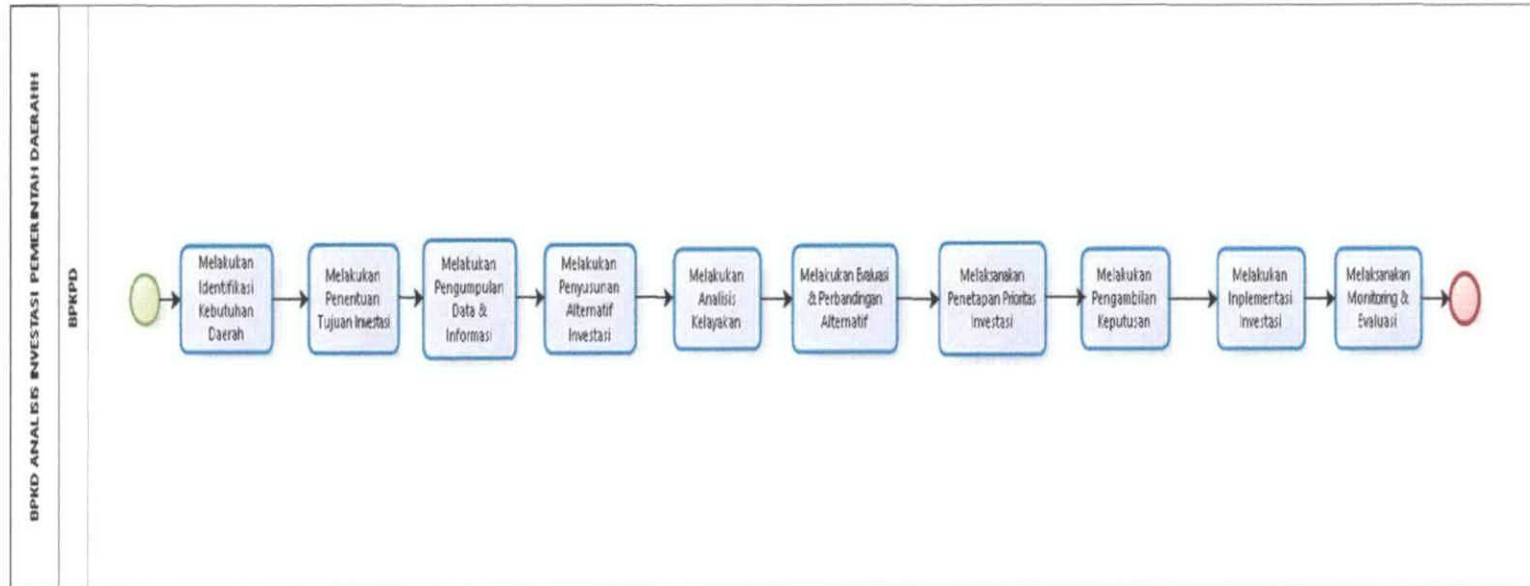 BPKD ANALISIS INVESTASI PEMERINTAH DAERAHH
BPKPD
Melakukan
Identifikasi
Kebutuhan
Daerah
Melakukan
Penentuan
Tujuan Investasi
Melakukan
Pengumpulan
Data &
Informasi
Melakukan
Penyusunan
Alternatif
Investasi
Melakukan
Analisis
Kelayakan
Melakukan Evaluasi
& Perbandingan
Alternatif
Melaksanakan
Penetapan Prioritas
Investasi
Melakukan
Pengambilan
Keputusan
Melakukan
Inplementasi
Investasi
Melaksanakan
Monitoring &
Evaluasi